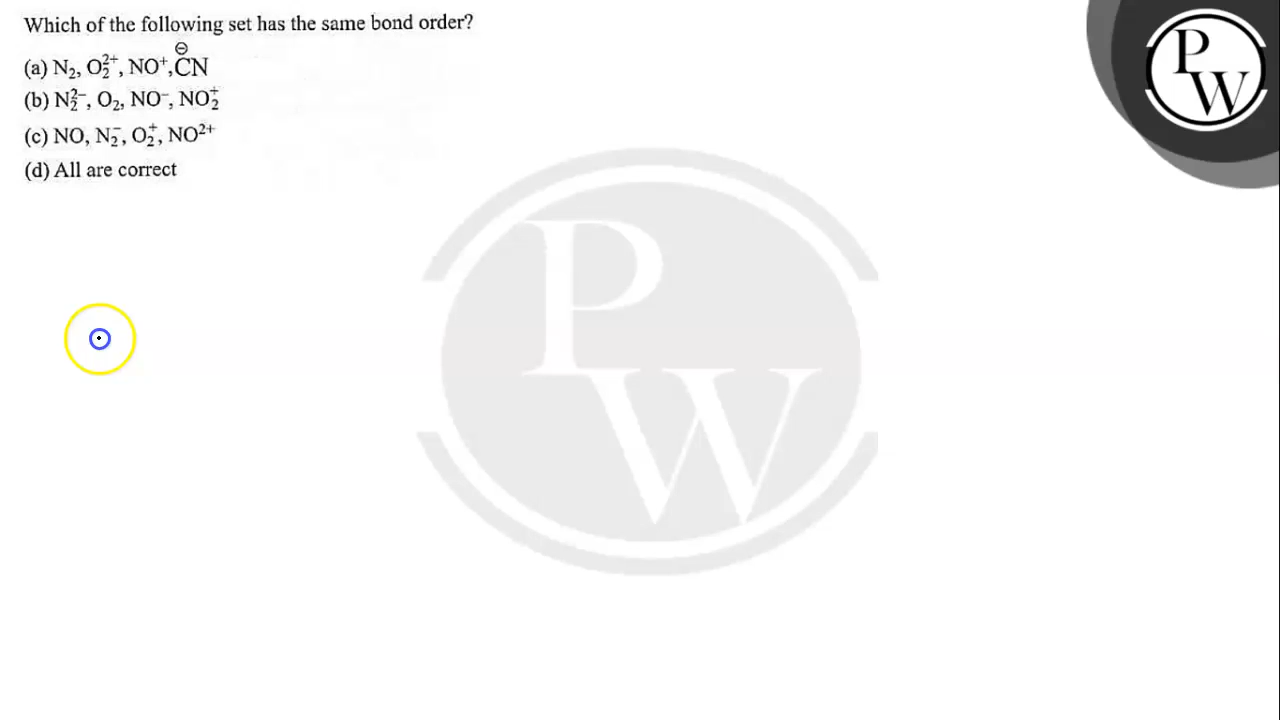 Which of the following set has the same bond order?
(a) N₂, O₂²⁺, NO⁺, C̊N
(b) N₂²⁻, O₂, NO⁻, NO₂⁺
(c) NO, N₂⁻, O₂⁺, NO²⁺
(d) All are correct
P
W
P
W